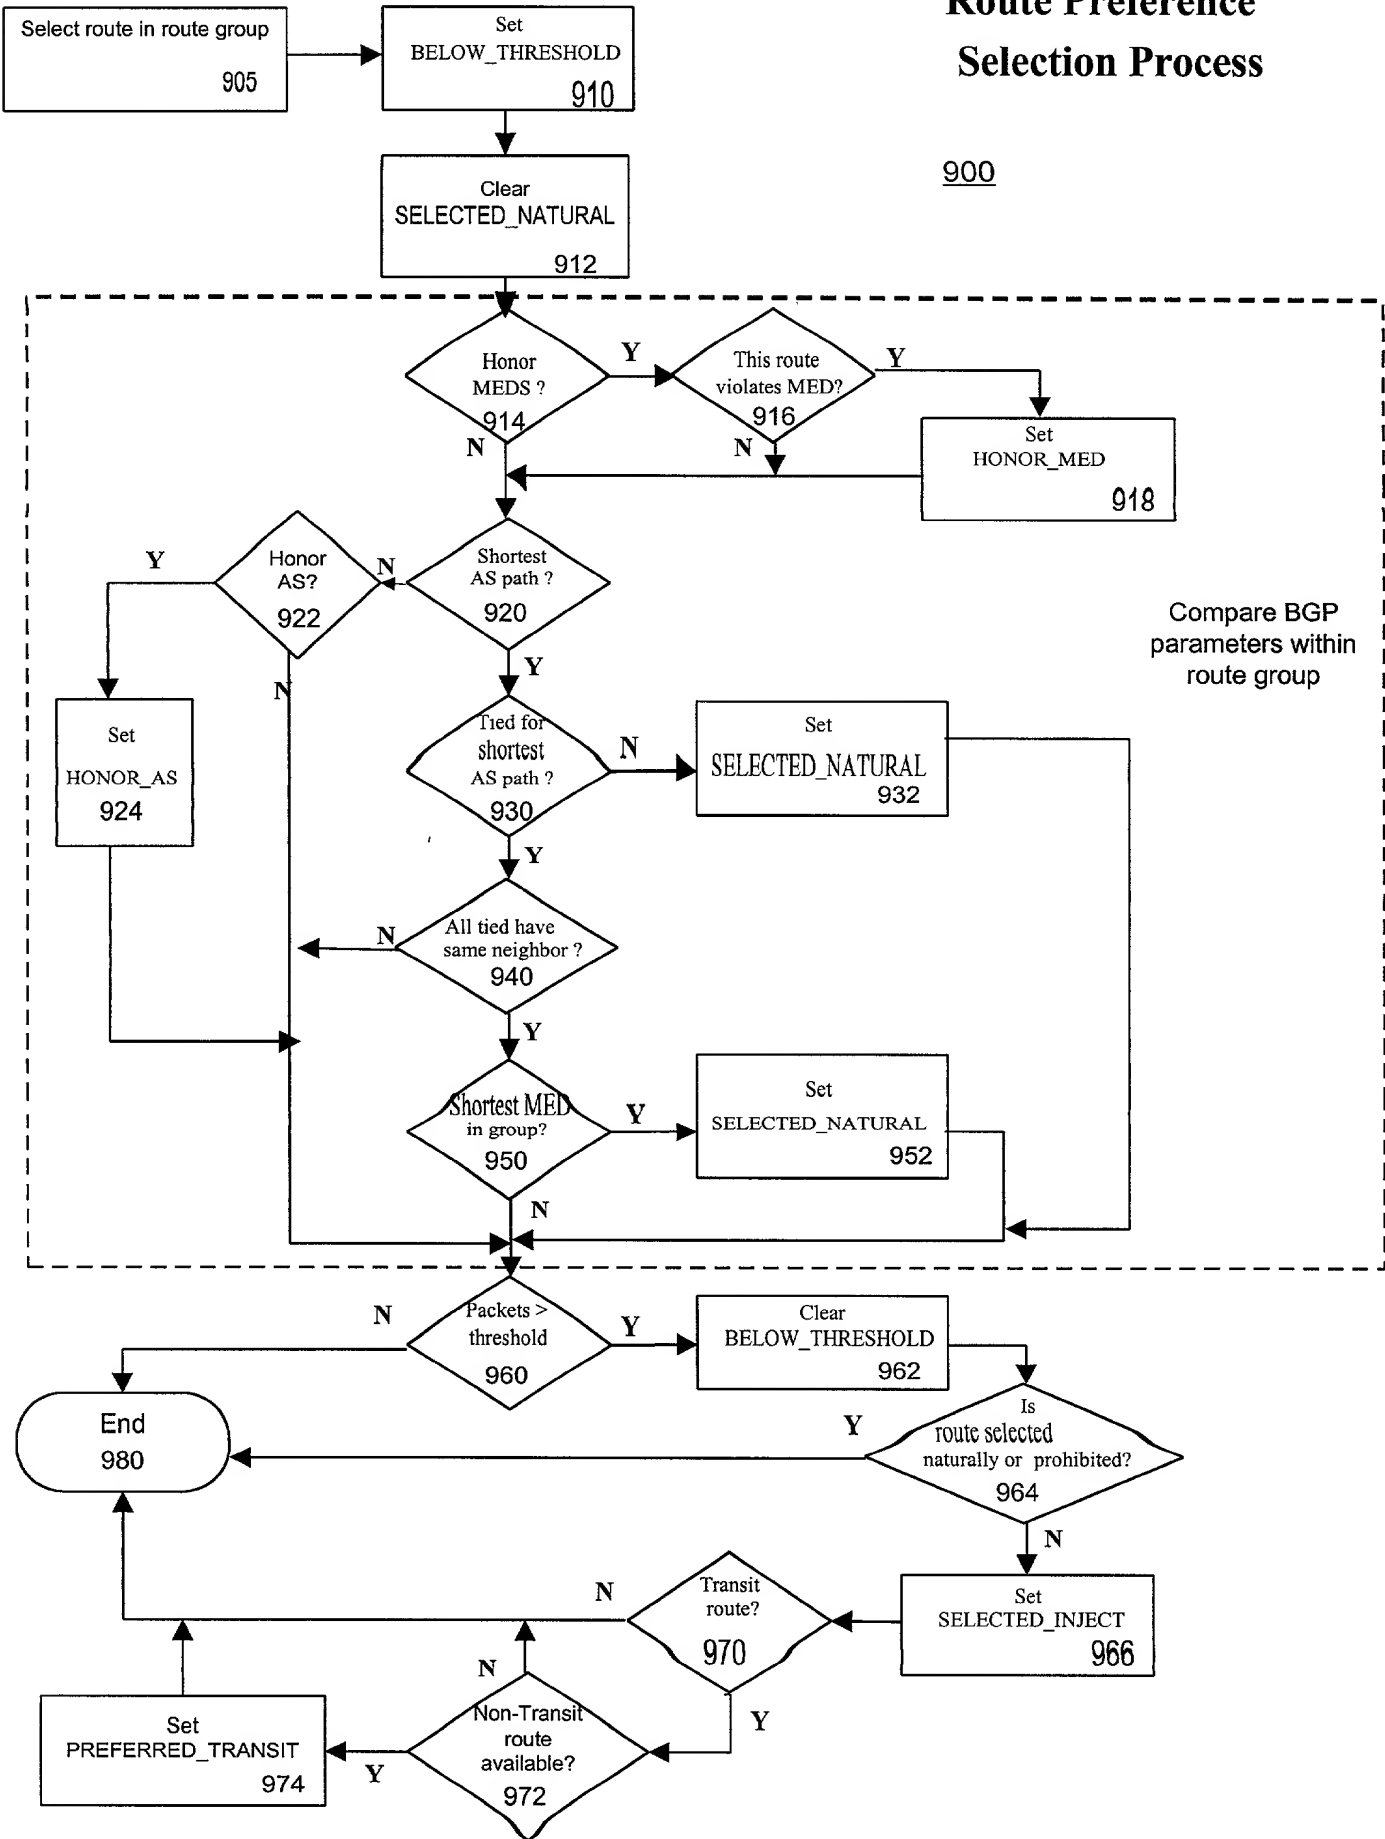 Route Preference
Selection Process
900
Select route in route group
905
Set
BELOW_THRESHOLD
910
Clear
SELECTED_NATURAL
912
Honor
MEDS ?
914
Y
N
This route
violates MED?
916
Y
N
Set
HONOR_MED
918
Shortest
AS path ?
920
N
Y
Honor
AS?
922
Y
N
Set
HONOR_AS
924
Compare BGP
parameters within
route group
Tied for
shortest
AS path ?
930
N
Y
Set
SELECTED_NATURAL
932
All tied have
same neighbor ?
940
N
Y
Shortest MED
in group?
950
Y
N
Set
SELECTED_NATURAL
952
Packets >
threshold
960
N
Y
Clear
BELOW_THRESHOLD
962
End
980
Is
route selected
naturally or prohibited?
964
Y
N
Set
SELECTED_INJECT
966
Transit
route?
970
N
Y
Non-Transit
route
available?
972
N
Y
Set
PREFERRED_TRANSIT
974